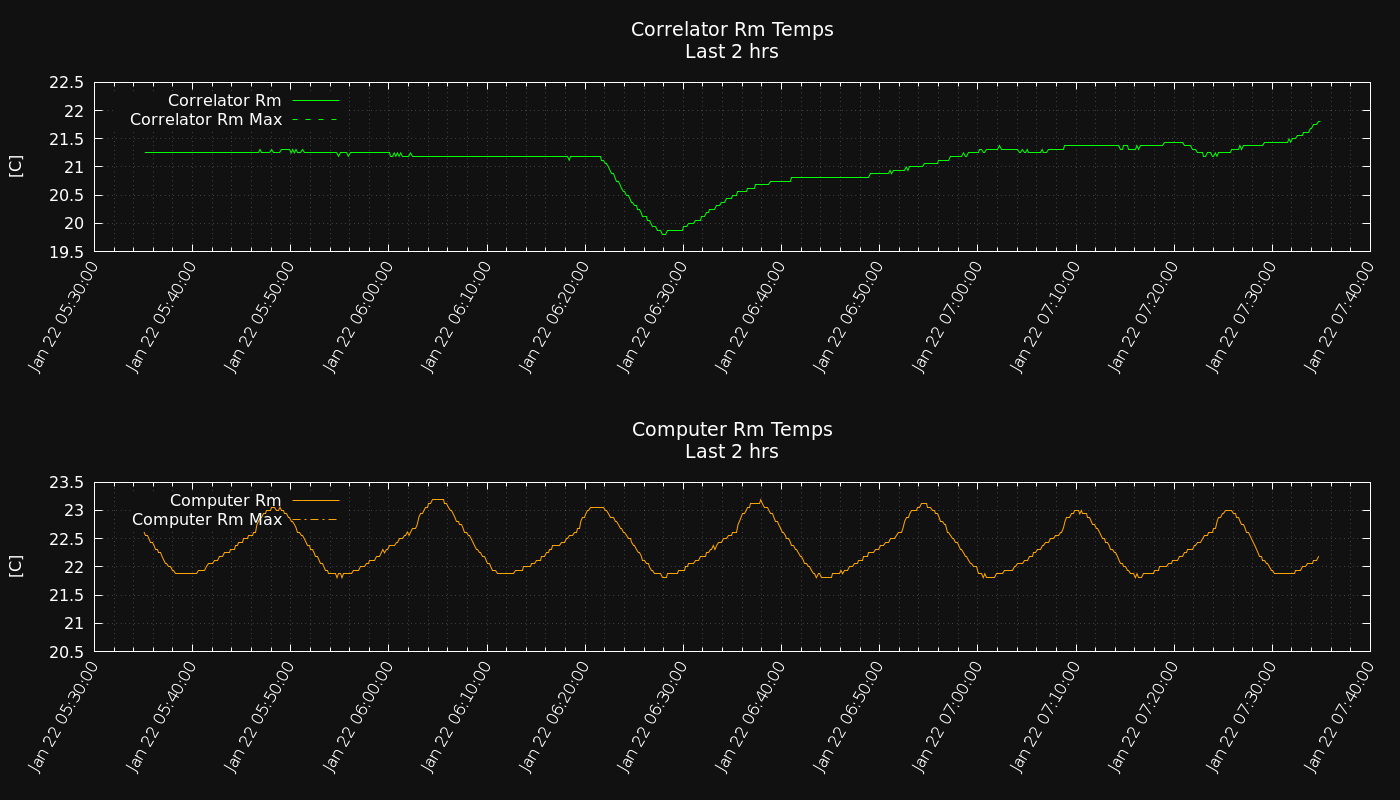 Correlator Rm Temps
Last 2 hrs
22.5
22
21.5
21
20.5
20
19.5
[C]
Correlator Rm
Correlator Rm Max
Jan 22 05:30:00
Jan 22 05:40:00
Jan 22 05:50:00
Jan 22 06:00:00
Jan 22 06:10:00
Jan 22 06:20:00
Jan 22 06:30:00
Jan 22 06:40:00
Jan 22 06:50:00
Jan 22 07:00:00
Jan 22 07:10:00
Jan 22 07:20:00
Jan 22 07:30:00
Jan 22 07:40:00
Computer Rm Temps
Last 2 hrs
23.5
23
22.5
22
21.5
21
20.5
[C]
Computer Rm
Computer Rm Max
Jan 22 05:30:00
Jan 22 05:40:00
Jan 22 05:50:00
Jan 22 06:00:00
Jan 22 06:10:00
Jan 22 06:20:00
Jan 22 06:30:00
Jan 22 06:40:00
Jan 22 06:50:00
Jan 22 07:00:00
Jan 22 07:10:00
Jan 22 07:20:00
Jan 22 07:30:00
Jan 22 07:40:00